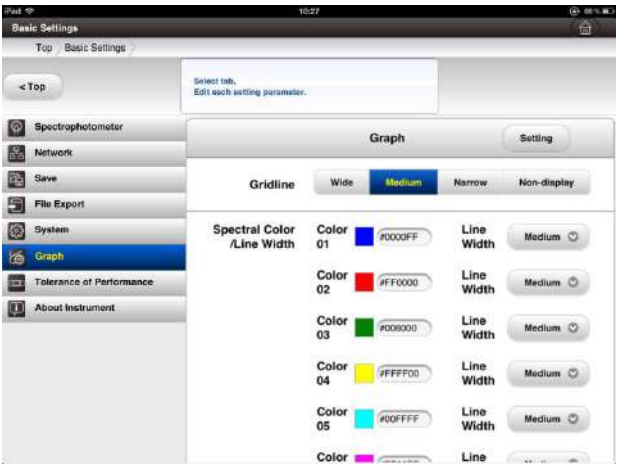 iPad
10:27
66%
Basic Settings
Top Basic Settings
< Top
Select tab.
Edit each setting parameter.
Spectrophotometer
Network
Save
File Export
System
Graph
Tolerance of Performance
About Instrument
Graph
Setting
Gridline
Wide
Medium
Narrow
Non-display
Spectral Color
/Line Width
Color
01
#0000FF
Line
Width
Medium
Color
02
#FF0000
Line
Width
Medium
Color
03
#008000
Line
Width
Medium
Color
04
#FFFF00
Line
Width
Medium
Color
05
#00FFFF
Line
Width
Medium
Color
Line